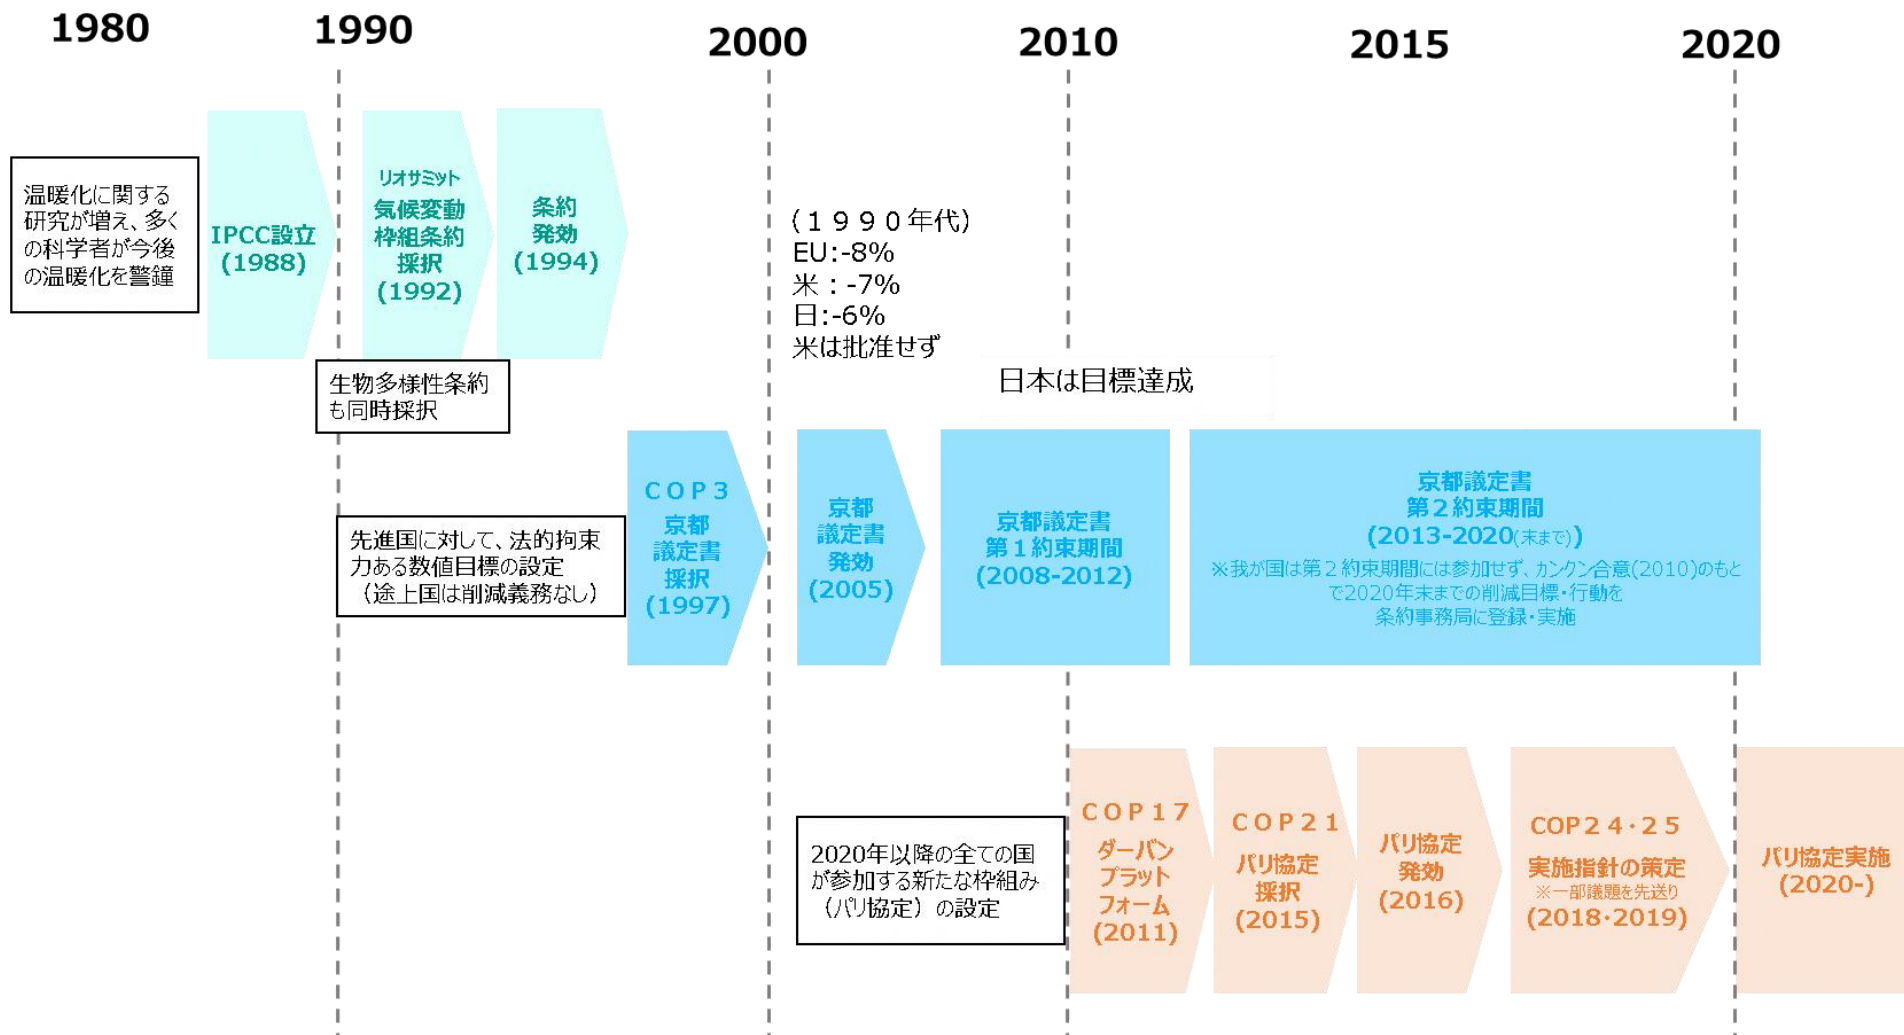 1980
1990
2000
2010
2015
2020
温暖化に関する
研究が増え、多く
の科学者が今後
の温暖化を警鐘
IPCC設立
(1988)
リオサミット
気候変動
枠組条約
採択
(1992)
条約
発効
(1994)
生物多様性条約
も同時採択
(１９９０年代)
EU:-8%
米：-7%
日:-6%
米は批准せず
日本は目標達成
先進国に対して、法的拘束
力ある数値目標の設定
（途上国は削減義務なし）
ＣＯＰ３
京都
議定書
採択
(1997)
京都
議定書
発効
(2005)
京都議定書
第１約束期間
(2008-2012)
京都議定書
第２約束期間
(2013-2020(末まで))
※我が国は第２約束期間には参加せず、カンクン合意(2010)のもと
で2020年末までの削減目標・行動を
条約事務局に登録・実施
2020年以降の全ての国
が参加する新たな枠組み
（パリ協定）の設定
ＣＯＰ１７
ダーバン
プラット
フォーム
(2011)
ＣＯＰ２１
パリ協定
採択
(2015)
パリ協定
発効
(2016)
COP２４・２５
実施指針の策定
※一部議題を先送り
(2018・2019)
パリ協定実施
(2020-)